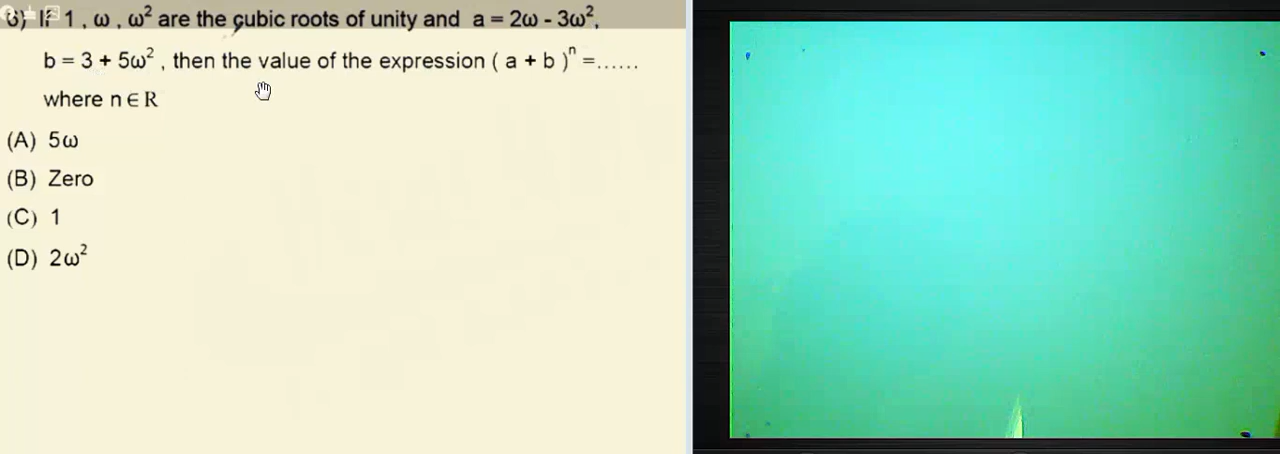 6) If 1 , ω , ω² are the cubic roots of unity and a = 2ω - 3ω²,
b = 3 + 5ω² , then the value of the expression ( a + b )ⁿ =......
where n ∈ R
(A) 5ω
(B) Zero
(C) 1
(D) 2ω²